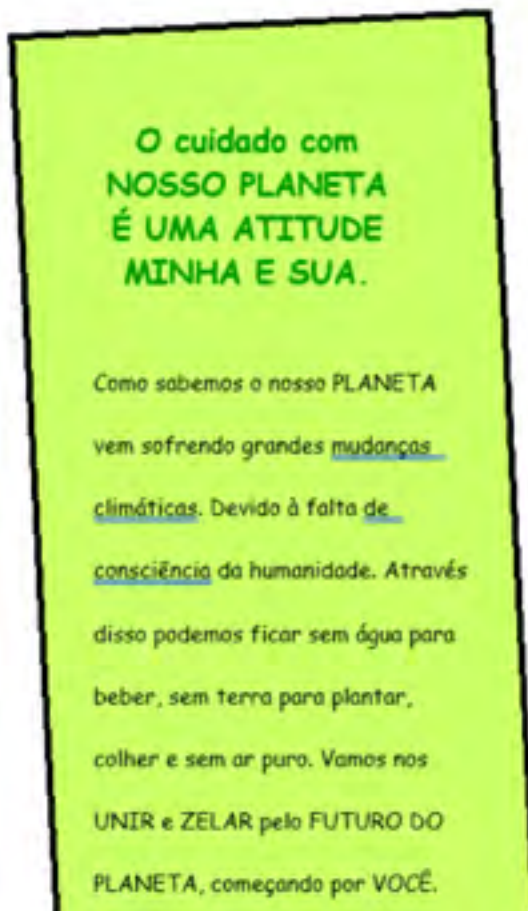 O cuidado com
NOSSO PLANETA
É UMA ATITUDE
MINHA E SUA.
Como sabemos o nosso PLANETA
vem sofrendo grandes mudanças
climáticas. Devido à falta de
consciência da humanidade. Através
disso podemos ficar sem água para
beber, sem terra para plantar,
colher e sem ar puro. Vamos nos
UNIR e ZELAR pelo FUTURO DO
PLANETA, começando por VOCÊ.